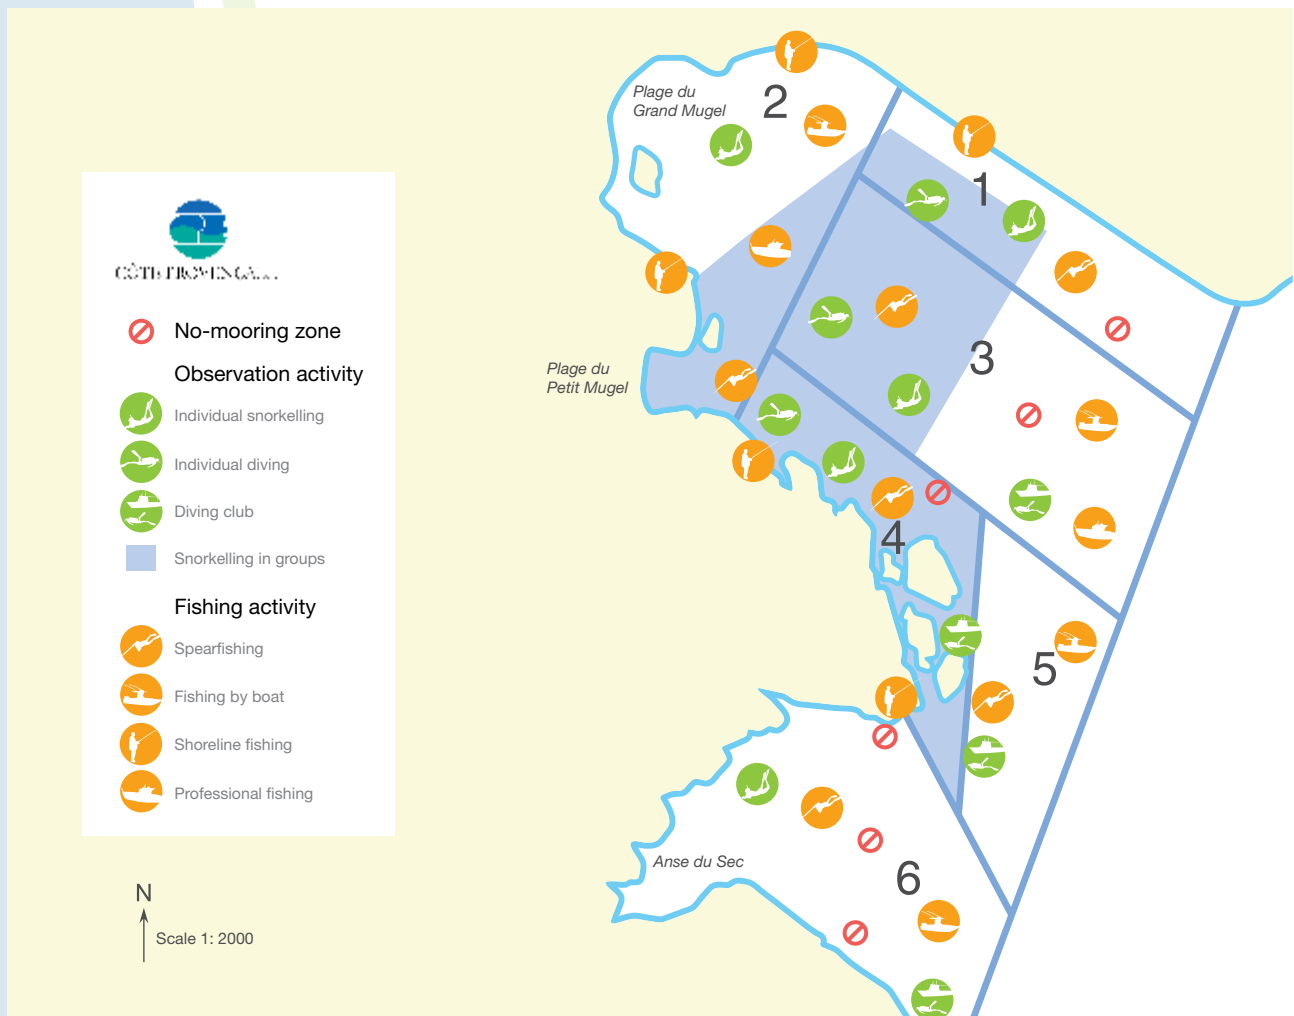 Plage du
Grand Mugel
2
1
3
Plage du
Petit Mugel
4
5
Anse du Sec
6
No-mooring zone
Observation activity
Individual snorkelling
Individual diving
Diving club
Snorkelling in groups
Fishing activity
Spearfishing
Fishing by boat
Shoreline fishing
Professional fishing
N
Scale 1: 2000